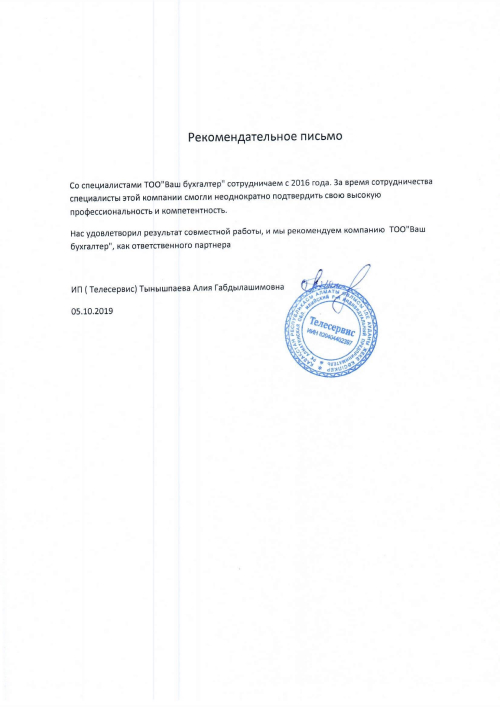 Рекомендательное письмо
Со специалистами ТОО"Ваш бухгалтер" сотрудничаем с 2016 года. За время сотрудничества
специалисты этой компании смогли неоднократно подтвердить свою высокую
профессиональность и компетентность.
Нас удовлетворил результат совместной работы, и мы рекомендуем компанию ТОО"Ваш
бухгалтер", как ответственного партнера
ИП ( Телесервис) Тынышпаева Алия Габдылашимовна
05.10.2019
Телесервис
ИИН